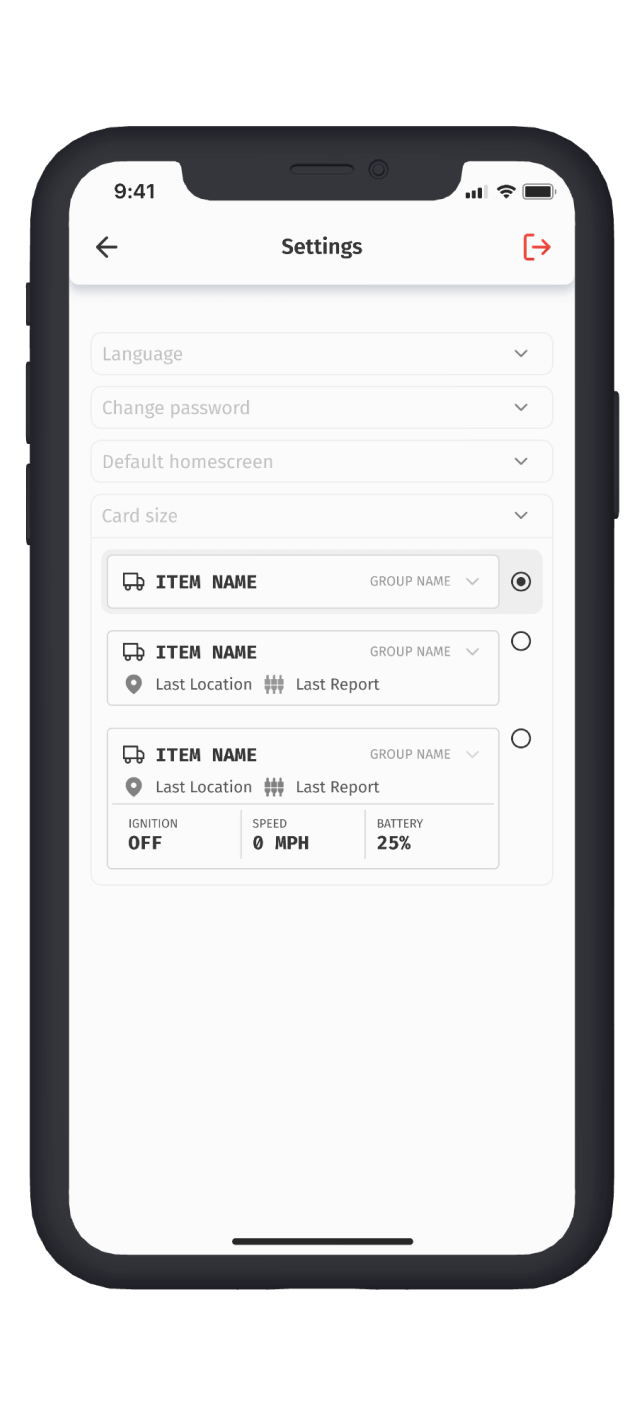 9:41
Settings
Language
Change password
Default homescreen
Card size
ITEM NAME GROUP NAME
ITEM NAME GROUP NAME
Last Location Last Report
ITEM NAME GROUP NAME
Last Location Last Report
IGNITION SPEED BATTERY
OFF 0 MPH 25%